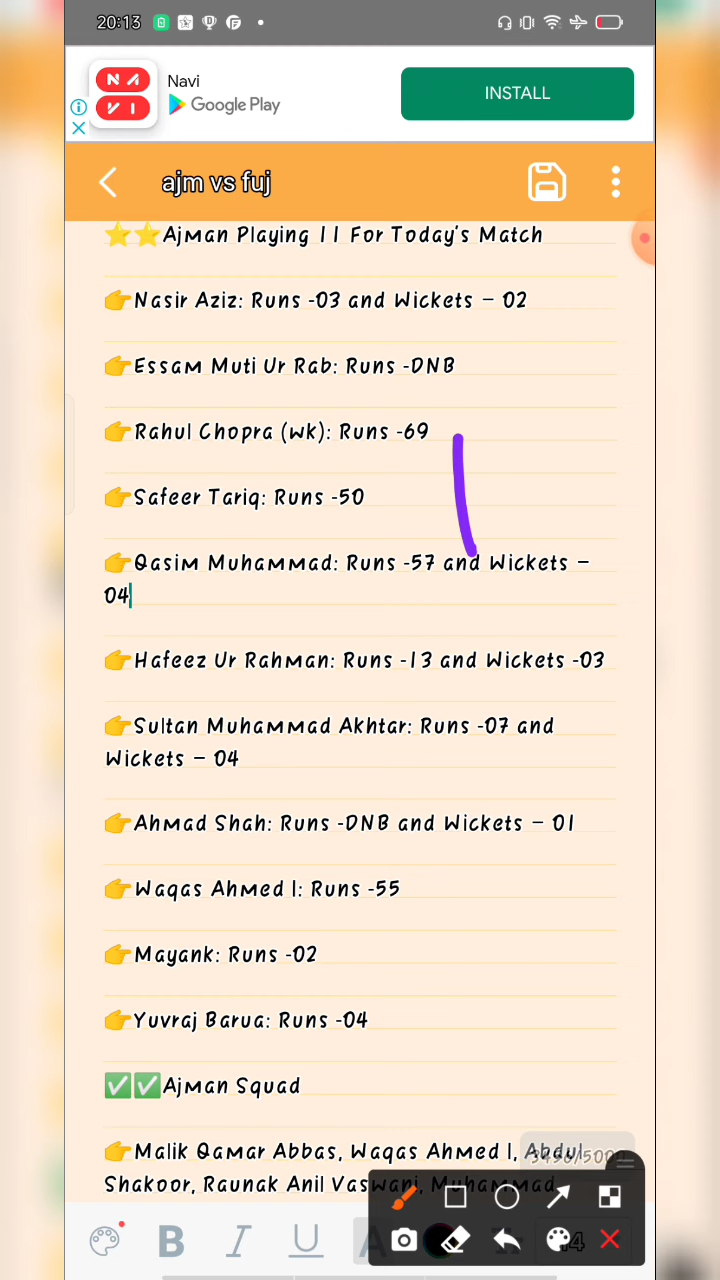 20:13
Navi
Google Play
INSTALL
ajm vs fuj
⭐⭐Ajman Playing 11 For Today's Match
👉Nasir Aziz: Runs -03 and Wickets – 02
👉Essam Muti Ur Rab: Runs -DNB
👉Rahul Chopra (wk): Runs -69
👉Safeer Tariq: Runs -50
👉Qasim Muhammad: Runs -57 and Wickets –
04
👉Hafeez Ur Rahman: Runs -13 and Wickets -03
👉Sultan Muhammad Akhtar: Runs -07 and
Wickets – 04
👉Ahmad Shah: Runs -DNB and Wickets – 01
👉Waqas Ahmed I: Runs -55
👉Mayank: Runs -02
👉Yuvraj Barua: Runs -04
✅✅Ajman Squad
👉Malik Qamar Abbas, Waqas Ahmed I, Abdul
Shakoor, Raunak Anil Vaswani, Muhammad
B I U A